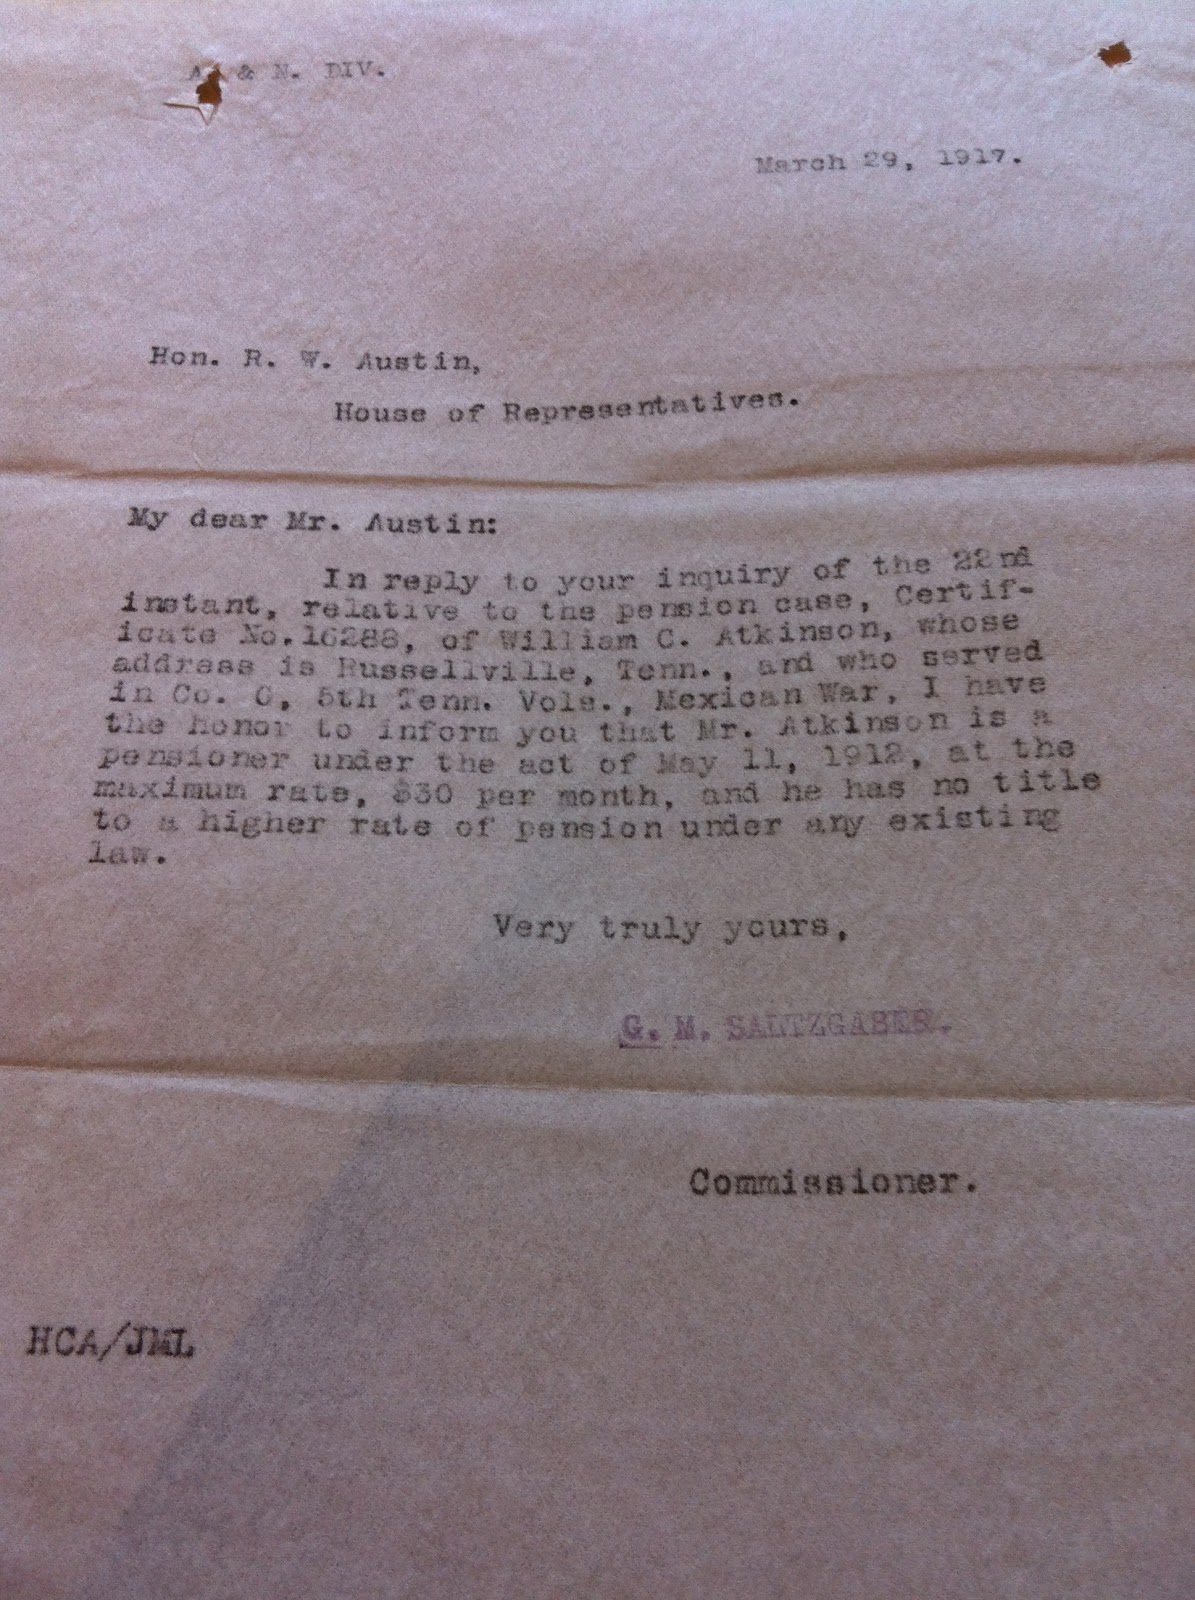 A. & N. DIV.
March 29, 1917.
Hon. R. W. Austin,
House of Representatives.
My dear Mr. Austin:
In reply to your inquiry of the 22nd
instant, relative to the pension case, Certif-
icate No.16288, of William C. Atkinson, whose
address is Russellville, Tenn., and who served
in Co. C, 5th Tenn. Vols., Mexican War, I have
the honor to inform you that Mr. Atkinson is a
pensioner under the act of May 11, 1912, at the
maximum rate, $30 per month, and he has no title
to a higher rate of pension under any existing
law.
Very truly yours,
G. M. SALTZGABER.
Commissioner.
HCA/JML